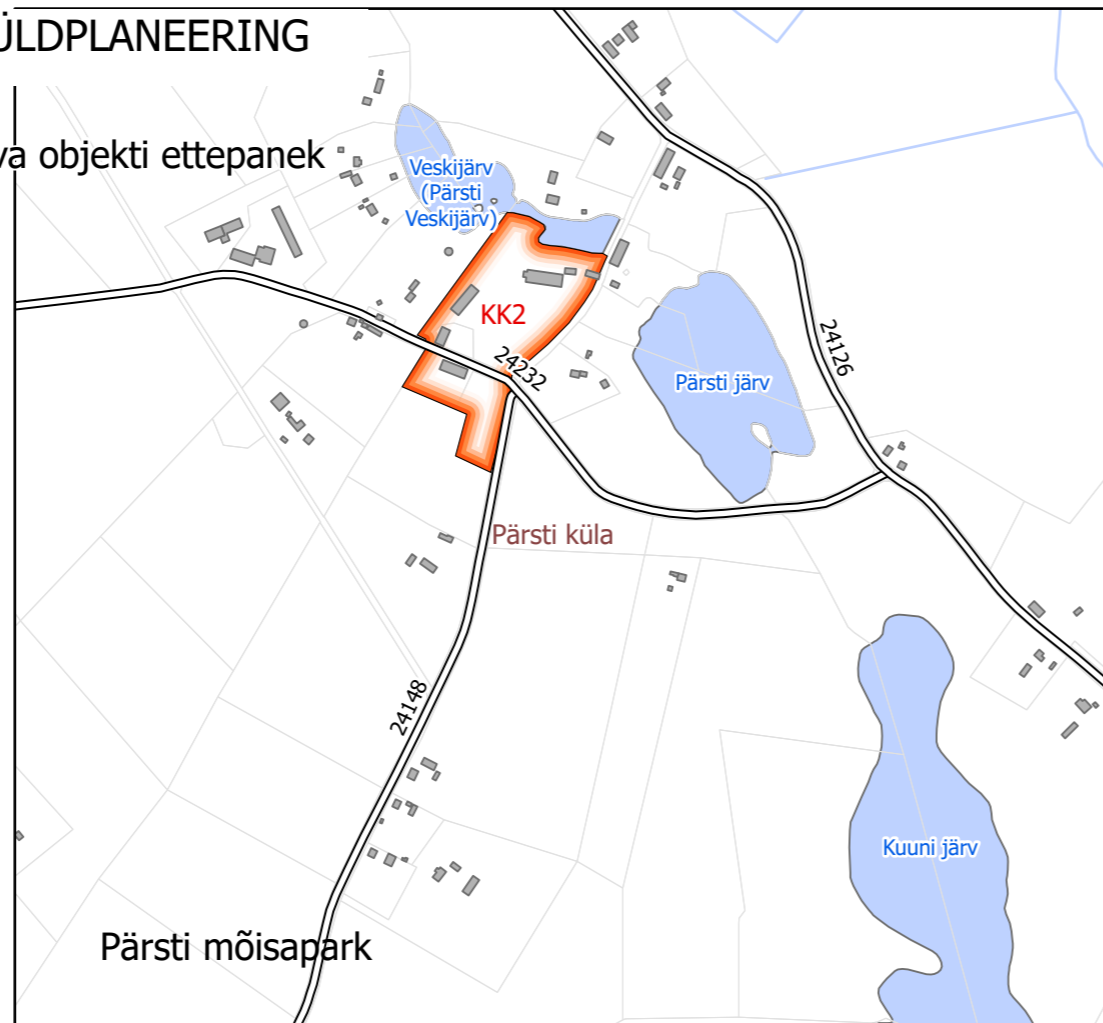 ÜLDPLANEERING
va objekti ettepanek
Veskijärv
(Pärsti
Veskijärv)
KK2
24232
24126
Pärsti järv
Pärsti küla
24148
Kuuni järv
Pärsti mõisapark